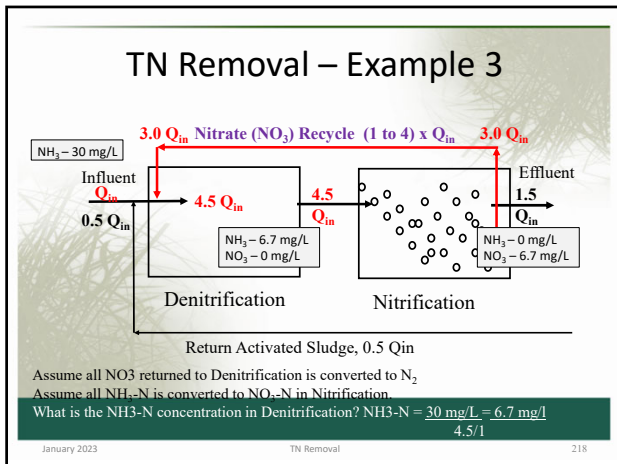 TN Removal – Example 3
3.0 Qin Nitrate (NO3) Recycle (1 to 4) x Qin 3.0 Qin
NH3 – 30 mg/L
Influent
Qin
0.5 Qin
4.5 Qin
4.5
Qin
Effluent
1.5
Qin
NH3 – 6.7 mg/L
NO3 – 0 mg/L
NH3 – 0 mg/L
NO3 – 6.7 mg/L
Denitrification
Nitrification
Return Activated Sludge, 0.5 Qin
Assume all NO3 returned to Denitrification is converted to N2
Assume all NH3-N is converted to NO3-N in Nitrification.
What is the NH3-N concentration in Denitrification? NH3-N = 30 mg/L = 6.7 mg/l
4.5/1
January 2023
TN Removal
218